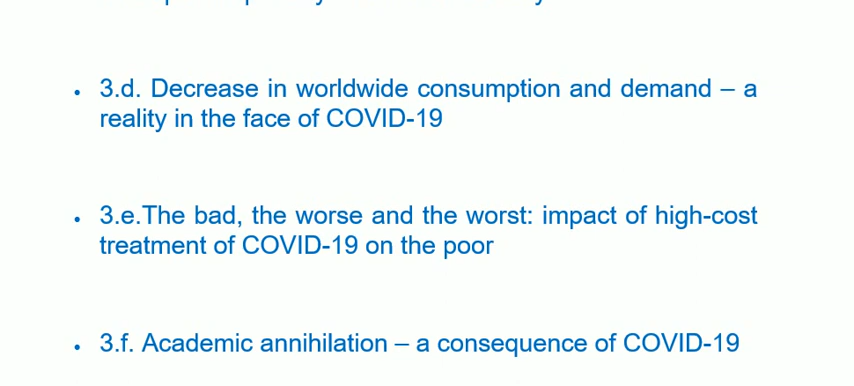 • 3.d. Decrease in worldwide consumption and demand – a
reality in the face of COVID-19
• 3.e.The bad, the worse and the worst: impact of high-cost
treatment of COVID-19 on the poor
• 3.f. Academic annihilation – a consequence of COVID-19